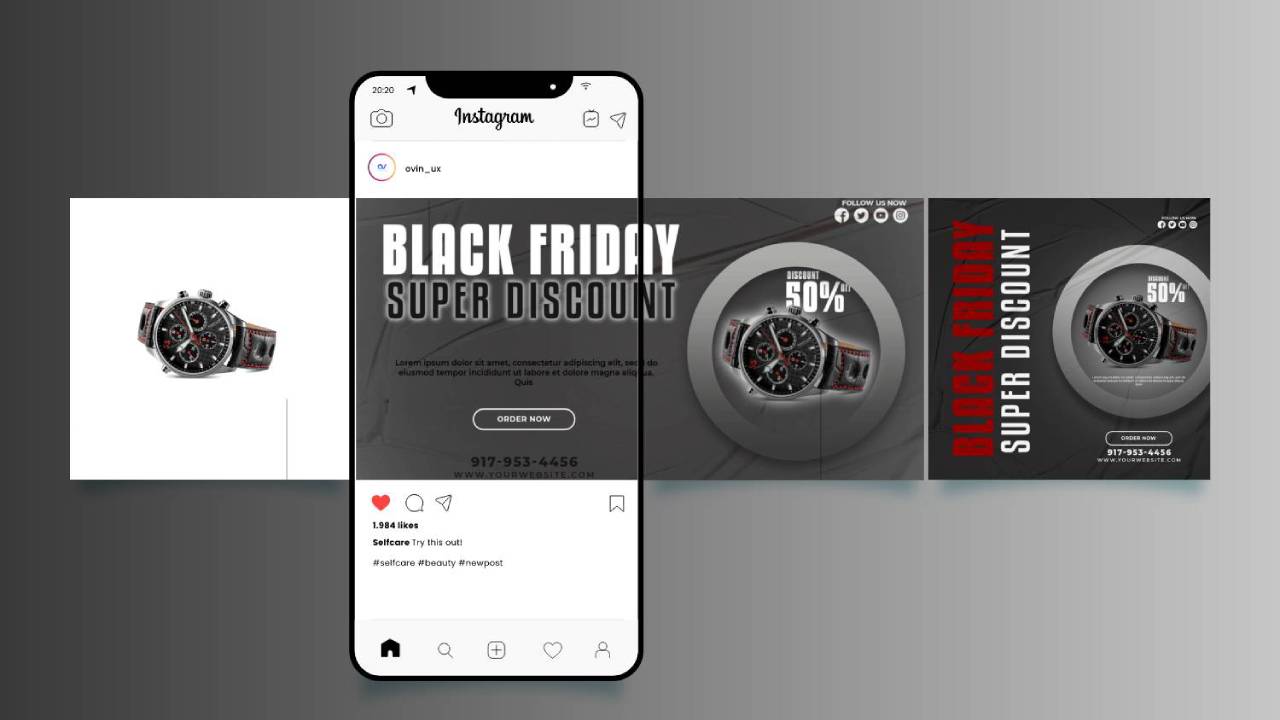 20:20
Instagram
ovin_ux
BLACK FRIDAY
SUPER DISCOUNT
Lorem ipsum dolor sit amet, consectetur adipiscing elit, sed do
eiusmod tempor incididunt ut labore et dolore magna aliqua.
Quis
ORDER NOW
917-953-4456
WWW.YOURWEBSITE.COM
1.984 likes
Selfcare Try this out!
#selfcare #beauty #newpost
FOLLOW US NOW
DISCOUNT
50% OFF
BLACK FRIDAY
SUPER DISCOUNT
FOLLOW US NOW
DISCOUNT
50% OFF
ORDER NOW
917-953-4456
WWW.YOURWEBSITE.COM